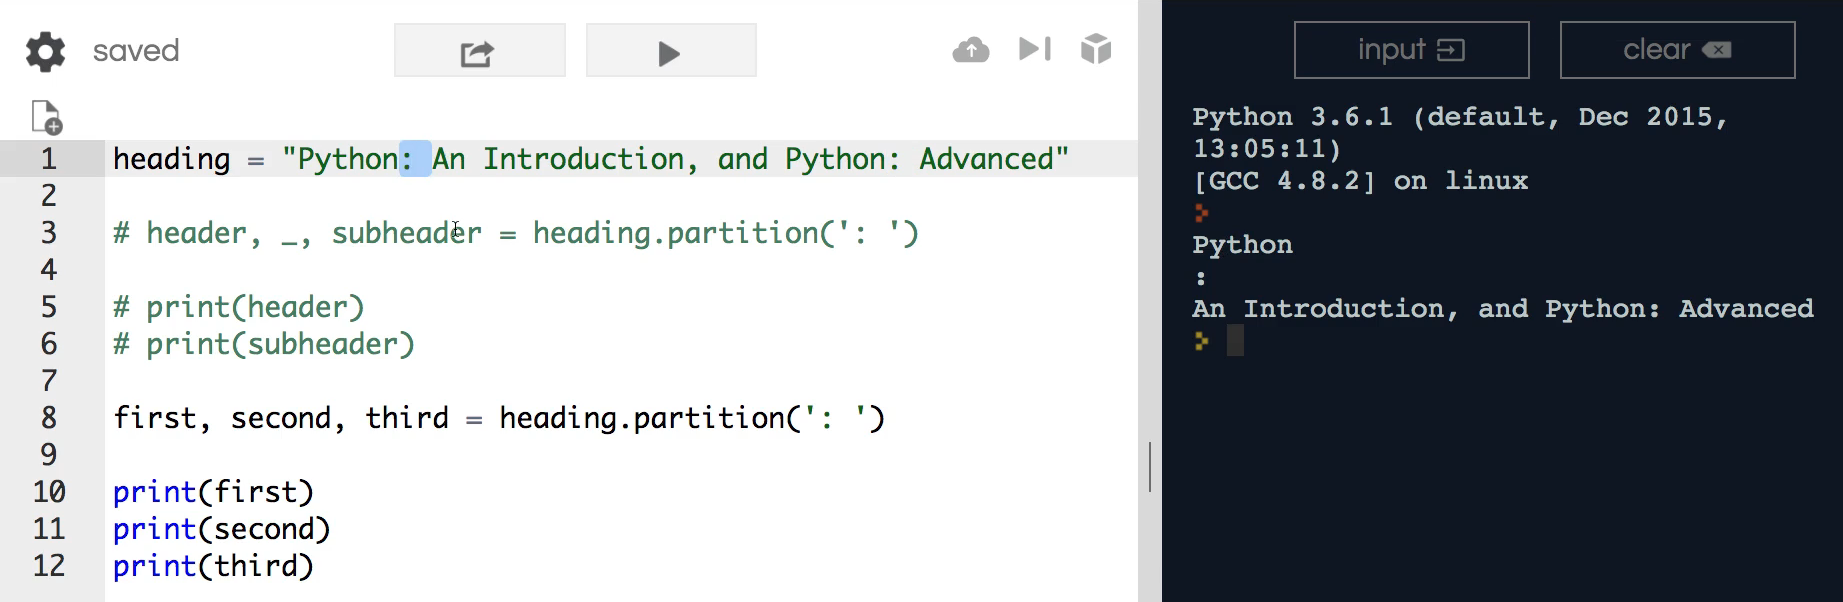 saved
input
clear
1 heading = "Python: An Introduction, and Python: Advanced"
2
3 # header, _, subheader = heading.partition(': ')
4
5 # print(header)
6 # print(subheader)
7
8 first, second, third = heading.partition(': ')
9
10 print(first)
11 print(second)
12 print(third)
Python 3.6.1 (default, Dec 2015,
13:05:11)
[GCC 4.8.2] on linux
Python
:
An Introduction, and Python: Advanced